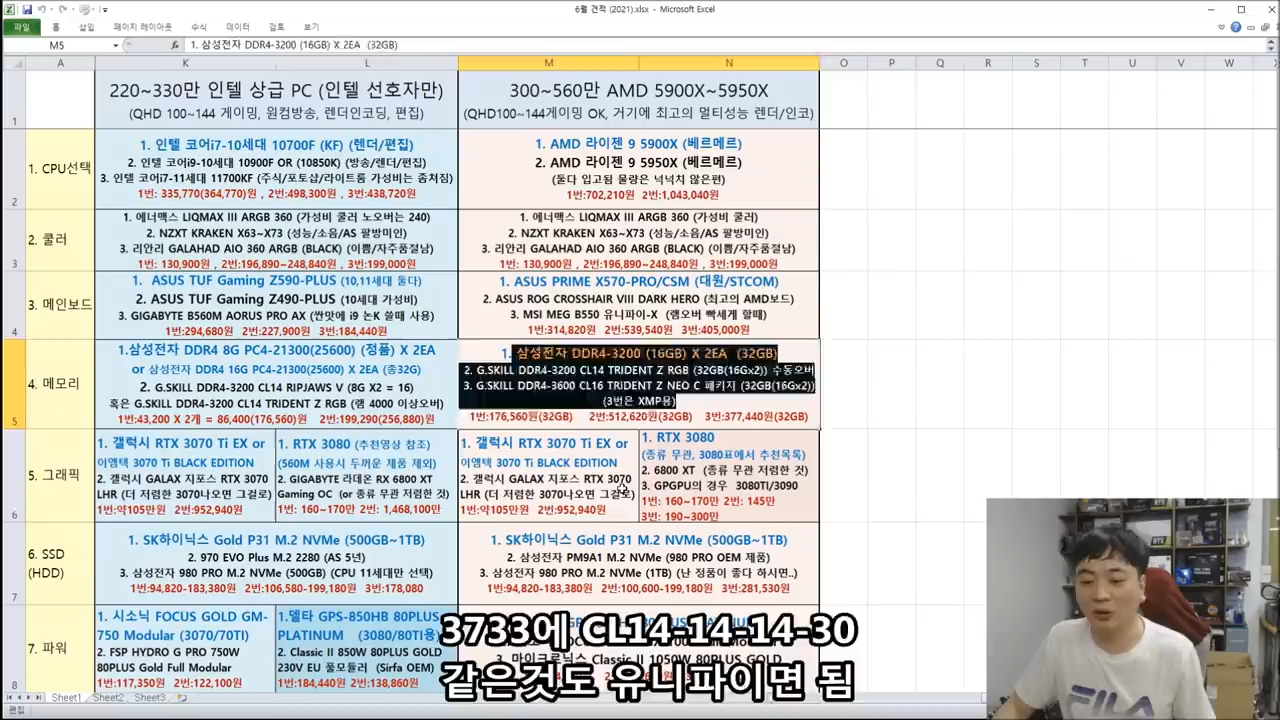 6월 견적 (2021).xlsx - Microsoft Excel
파일 홈 삽입 페이지 레이아웃 수식 데이터 검토 보기
M5 fx 1. 삼성전자 DDR4-3200 (16GB) X 2EA (32GB)
A K L M N O P Q R S T U V W
1
220~330만 인텔 상급 PC (인텔 선호자만)
(QHD 100~144 게이밍, 원컴방송, 렌더인코딩, 편집)
300~560만 AMD 5900X~5950X
(QHD100~144게이밍 OK, 거기에 최고의 멀티성능 렌더/인코)
2
1. CPU선택
1. 인텔 코어i7-10세대 10700F (KF) (렌더/편집)
2. 인텔 코어i9-10세대 10900F OR (10850K) (방송/렌더/편집)
3. 인텔 코어i7-11세대 11700KF (주식/포토샵/라이트룸 가성비는 좀쳐짐)
1번: 335,770(364,770)원 , 2번:498,300원 , 3번:438,720원
1. AMD 라이젠 9 5900X (베르메르)
2. AMD 라이젠 9 5950X (베르메르)
(둘다 입고됨 물량은 넉넉치 않은편)
1번:702,210원 2번:1,043,040원
3
2. 쿨러
1. 에너맥스 LIQMAX III ARGB 360 (가성비 쿨러 노오버는 240)
2. NZXT KRAKEN X63~X73 (성능/소음/AS 팔방미인)
3. 리안리 GALAHAD AIO 360 ARGB (BLACK) (이쁨/자주품절남)
1번: 130,900원 , 2번:196,890~248,840원 , 3번:199,000원
1. 에너맥스 LIQMAX III ARGB 360 (가성비 쿨러)
2. NZXT KRAKEN X63~X73 (성능/소음/AS 팔방미인)
3. 리안리 GALAHAD AIO 360 ARGB (BLACK) (이쁨/자주품절남)
1번: 130,900원 , 2번:196,890~248,840원 , 3번:199,000원
4
3. 메인보드
1. ASUS TUF Gaming Z590-PLUS (10,11세대 둘다)
2. ASUS TUF Gaming Z490-PLUS (10세대 가성비)
3. GIGABYTE B560M AORUS PRO AX (싼맛에 i9 논K 쓸때 사용)
1번:294,680원 2번:227,900원 3번:184,440원
1. ASUS PRIME X570-PRO/CSM (대원/STCOM)
2. ASUS ROG CROSSHAIR VIII DARK HERO (최고의 AMD보드)
3. MSI MEG B550 유니파이-X (램오버 빡세게 할때)
1번:314,820원 2번:539,540원 3번:405,000원
5
4. 메모리
1.삼성전자 DDR4 8G PC4-21300(25600) (정품) X 2EA
or 삼성전자 DDR4 16G PC4-21300(25600) X 2EA (총32G)
2. G.SKILL DDR4-3200 CL14 RIPJAWS V (8G X2 = 16)
혹은 G.SKILL DDR4-3200 CL14 TRIDENT Z RGB (램 4000 이상오버)
1번:43,200 X 2개 = 86,400(176,560)원 2번:199,290(256,880)원
1. 삼성전자 DDR4-3200 (16GB) X 2EA (32GB)
2. G.SKILL DDR4-3200 CL14 TRIDENT Z RGB (32GB(16Gx2)) 수동오버
3. G.SKILL DDR4-3600 CL16 TRIDENT Z NEO C 패키지 (32GB(16Gx2))
(3번은 XMP용)
1번:176,560원(32GB) 2번:512,620원(32GB) 3번:377,440원(32GB)
6
5. 그래픽
1. 갤럭시 RTX 3070 Ti EX or
이엠텍 3070 Ti BLACK EDITION
2. 갤럭시 GALAX 지포스 RTX 3070
LHR (더 저렴한 3070나오면 그걸로)
1번:약105만원 2번:952,940원
1. RTX 3080 (추천영상 참조)
(560M 사용시 두꺼운 제품 제외)
2. GIGABYTE 라데온 RX 6800 XT
Gaming OC (or 종류 무관 저렴한 것)
1번: 160~170만 2번: 1,468,100원
1. 갤럭시 RTX 3070 Ti EX or
이엠텍 3070 Ti BLACK EDITION
2. 갤럭시 GALAX 지포스 RTX 3070
LHR (더 저렴한 3070나오면 그걸로)
1번:약105만원 2번:952,940원
1. RTX 3080
(종류 무관, 3080표에서 추천목록)
2. 6800 XT (종류 무관 저렴한 것)
3. GPGPU의 경우 3080TI/3090
1번: 160~170만 2번: 145만
3번: 190~300만
7
6. SSD
(HDD)
1. SK하이닉스 Gold P31 M.2 NVMe (500GB~1TB)
2. 970 EVO Plus M.2 2280 (AS 5년)
3. 삼성전자 980 PRO M.2 NVMe (500GB) (CPU 11세대만 선택)
1번:94,820-183,380원 2번:106,580-199,180원 3번:178,080
1. SK하이닉스 Gold P31 M.2 NVMe (500GB~1TB)
2. 삼성전자 PM9A1 M.2 NVMe (980 PRO OEM 제품)
3. 삼성전자 980 PRO M.2 NVMe (1TB) (난 정품이 좋다 하시면..)
1번:94,820-183,380원 2번:100,600-199,180원 3번:281,530원
8
7. 파워
1. 시소닉 FOCUS GOLD GM-
750 Modular (3070/70TI)
2. FSP HYDRO G PRO 750W
80PLUS Gold Full Modular
1번:117,350원 2번:122,100원
1.델타 GPS-850HB 80PLUS
PLATINUM (3080/80TI용)
2. Classic II 850W 80PLUS GOLD
230V EU 풀모듈러 (Sirfa OEM)
1번:184,440원 2번:138,860원
3. 마이크로닉스 Classic II 1050W 80PLUS GOLD
3733에 CL14-14-14-30
같은것도 유니파이면 됨
Sheet1 Sheet2 Sheet3
편집
FILA